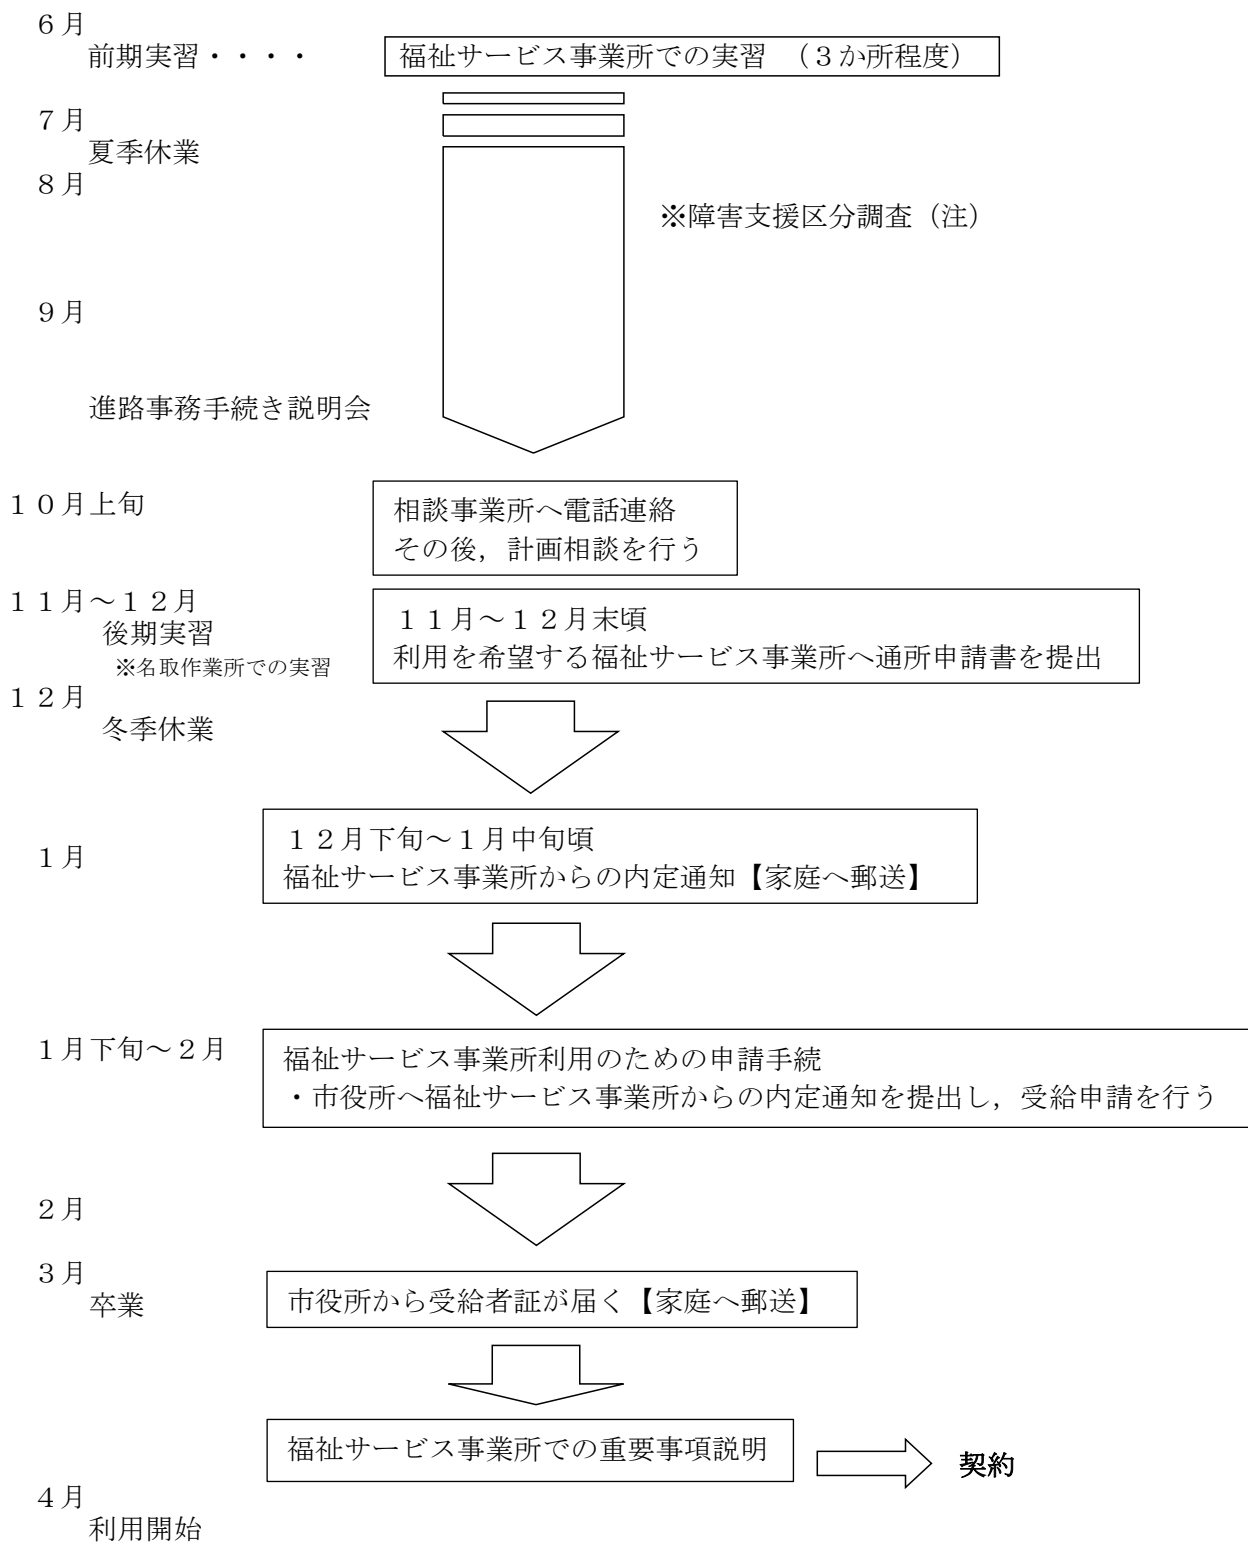 ６月
前期実習・・・・ 福祉サービス事業所での実習 （３か所程度）
７月
夏季休業
８月
※障害支援区分調査（注）
９月
進路事務手続き説明会
１０月上旬
相談事業所へ電話連絡
その後，計画相談を行う
１１月～１２月
後期実習
※名取作業所での実習
１１月～１２月末頃
利用を希望する福祉サービス事業所へ通所申請書を提出
１２月
冬季休業
１月
１２月下旬～１月中旬頃
福祉サービス事業所からの内定通知【家庭へ郵送】
１月下旬～２月
福祉サービス事業所利用のための申請手続
・市役所へ福祉サービス事業所からの内定通知を提出し，受給申請を行う
２月
３月
卒業
市役所から受給者証が届く【家庭へ郵送】
福祉サービス事業所での重要事項説明
契約
４月
利用開始